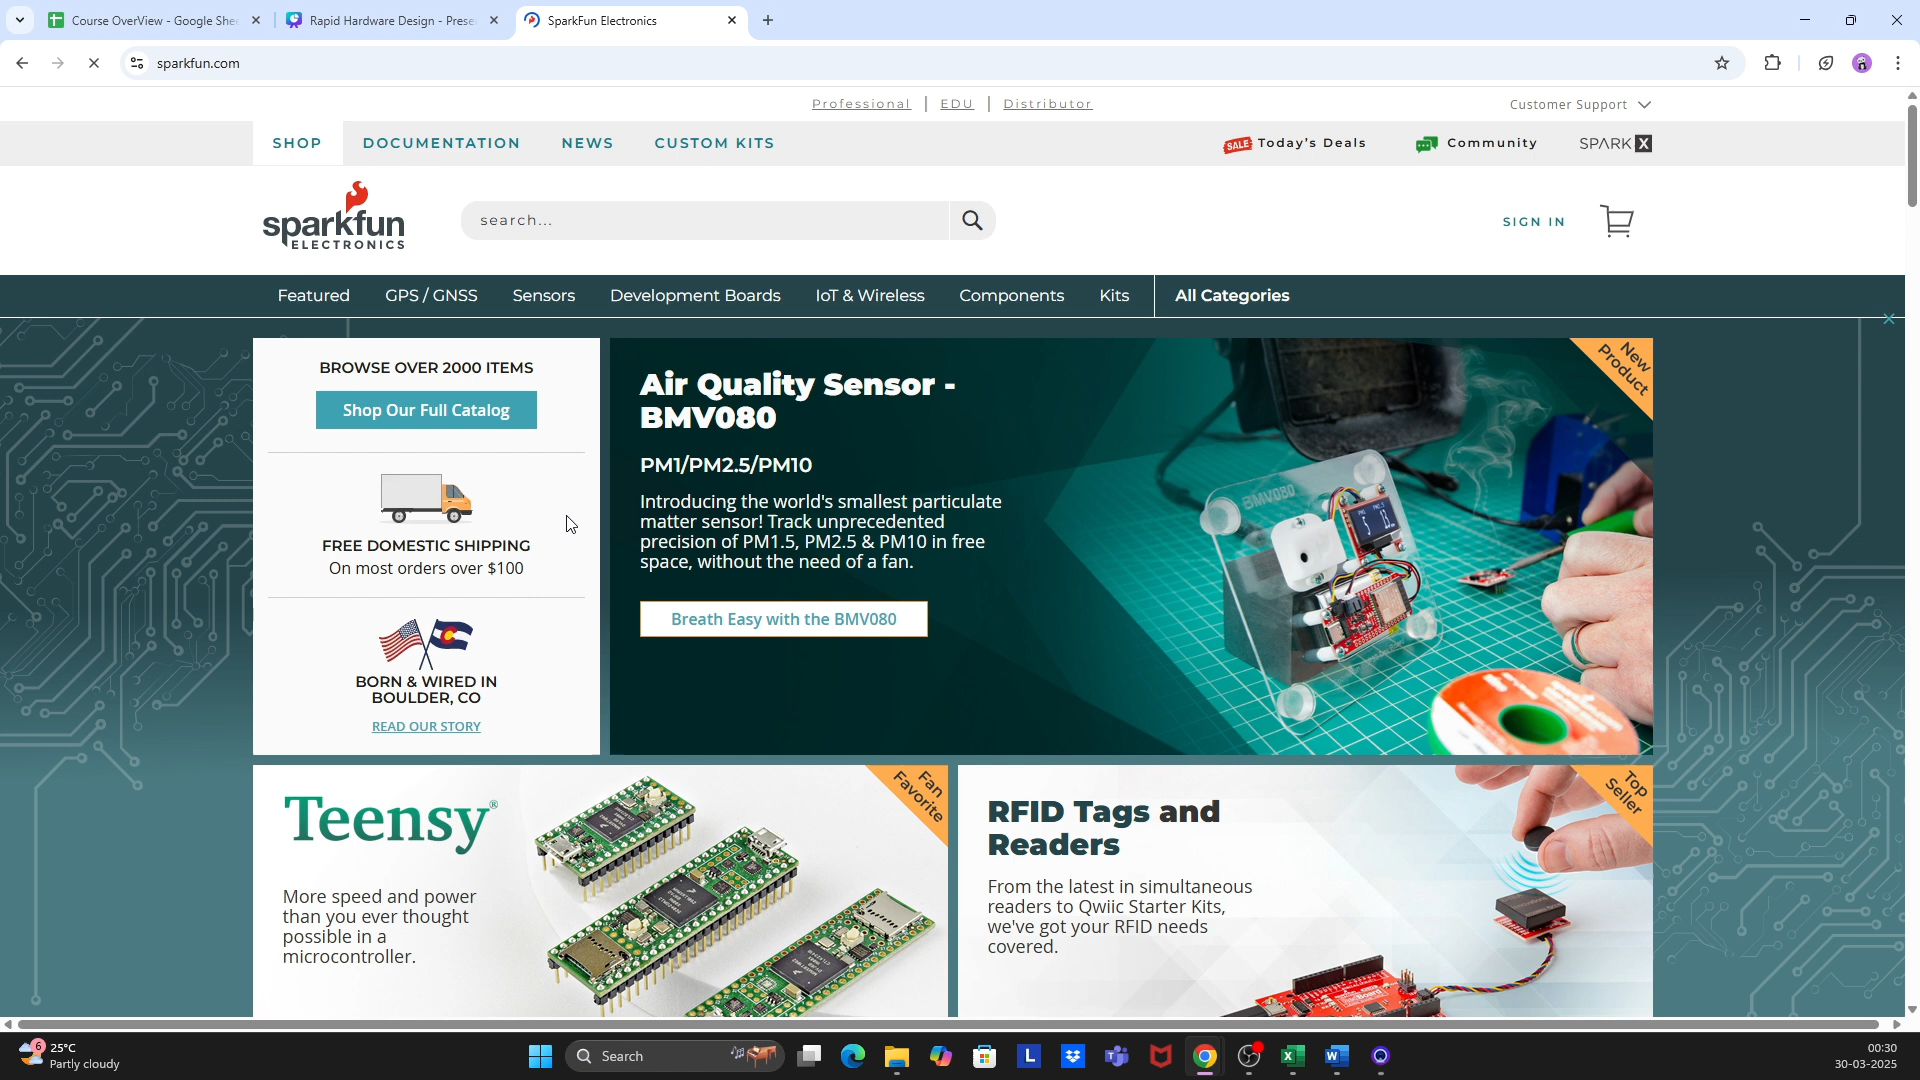 Course OverView - Google She
Rapid Hardware Design - Prese
SparkFun Electronics
sparkfun.com
Professional | EDU | Distributor
Customer Support
SHOP
DOCUMENTATION
NEWS
CUSTOM KITS
SALE Today's Deals
Community
SPARK X
sparkfun
ELECTRONICS
search...
SIGN IN
Featured
GPS / GNSS
Sensors
Development Boards
IoT & Wireless
Components
Kits
All Categories
BROWSE OVER 2000 ITEMS
Shop Our Full Catalog
FREE DOMESTIC SHIPPING
On most orders over $100
BORN & WIRED IN
BOULDER, CO
READ OUR STORY
New
Product
Air Quality Sensor -
BMV080
PM1/PM2.5/PM10
Introducing the world's smallest particulate
matter sensor! Track unprecedented
precision of PM1.5, PM2.5 & PM10 in free
space, without the need of a fan.
Breath Easy with the BMV080
BMV080
Fan
Favorite
Teensy®
More speed and power
than you ever thought
possible in a
microcontroller.
Top
Seller
RFID Tags and
Readers
From the latest in simultaneous
readers to Qwiic Starter Kits,
we've got your RFID needs
covered.
6
25°C
Partly cloudy
Search
L
00:30
30-03-2025